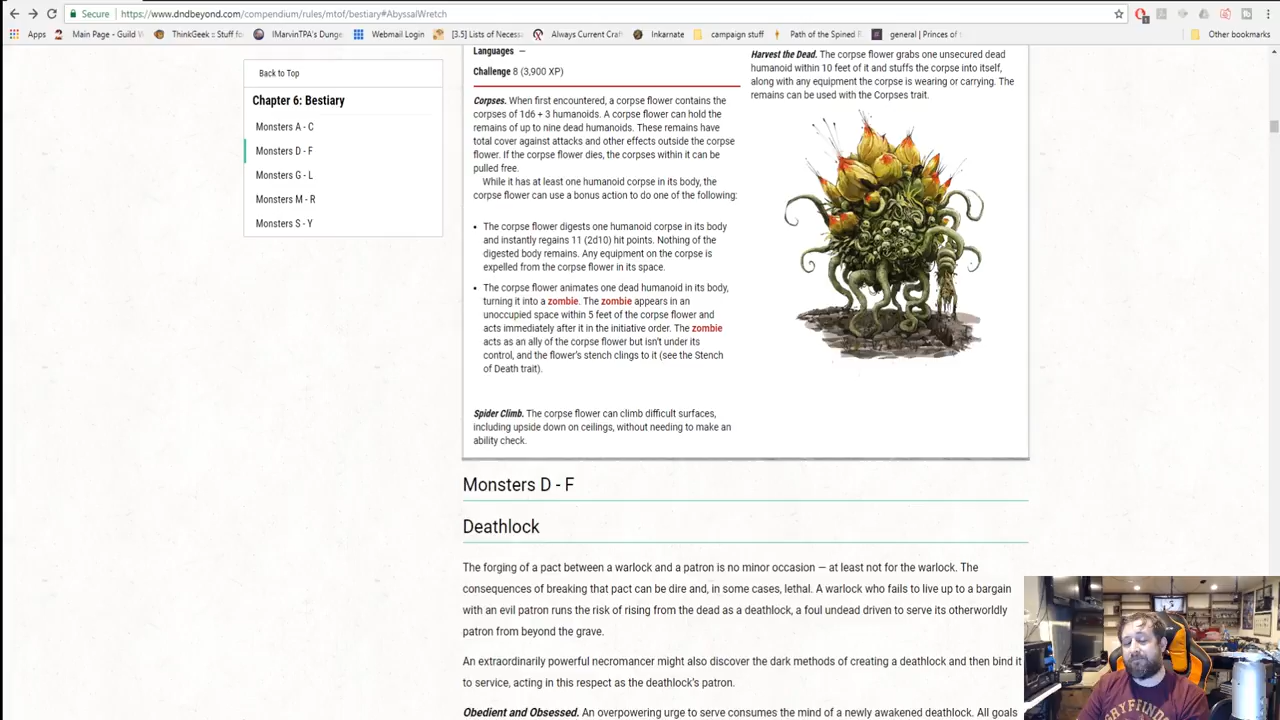 Secure
https://www.dndbeyond.com/compendium/rules/mtof/bestiary#AbyssalWretch
Apps
Main Page - Guild W
ThinkGeek :: Stuff fo
IMarvinTPA's Dunge
Webmail Login
[3.5] Lists of Necess
Always Current Craf
Inkarnate
campaign stuff
Path of the Spined R
general | Princes of t
Other bookmarks
Back to Top
Chapter 6: Bestiary
Monsters A - C
Monsters D - F
Monsters G - L
Monsters M - R
Monsters S - Y
Languages —
Challenge 8 (3,900 XP)
Corpses. When first encountered, a corpse flower contains the
corpses of 1d6 + 3 humanoids. A corpse flower can hold the
remains of up to nine dead humanoids. These remains have
total cover against attacks and other effects outside the corpse
flower. If the corpse flower dies, the corpses within it can be
pulled free.
While it has at least one humanoid corpse in its body, the
corpse flower can use a bonus action to do one of the following:
• The corpse flower digests one humanoid corpse in its body
and instantly regains 11 (2d10) hit points. Nothing of the
digested body remains. Any equipment on the corpse is
expelled from the corpse flower in its space.
• The corpse flower animates one dead humanoid in its body,
turning it into a zombie. The zombie appears in an
unoccupied space within 5 feet of the corpse flower and
acts immediately after it in the initiative order. The zombie
acts as an ally of the corpse flower but isn't under its
control, and the flower's stench clings to it (see the Stench
of Death trait).
Spider Climb. The corpse flower can climb difficult surfaces,
including upside down on ceilings, without needing to make an
ability check.
Harvest the Dead. The corpse flower grabs one unsecured dead
humanoid within 10 feet of it and stuffs the corpse into itself,
along with any equipment the corpse is wearing or carrying. The
remains can be used with the Corpses trait.
Monsters D - F
Deathlock
The forging of a pact between a warlock and a patron is no minor occasion — at least not for the warlock. The
consequences of breaking that pact can be dire and, in some cases, lethal. A warlock who fails to live up to a bargain
with an evil patron runs the risk of rising from the dead as a deathlock, a foul undead driven to serve its otherworldly
patron from beyond the grave.
An extraordinarily powerful necromancer might also discover the dark methods of creating a deathlock and then bind it
to service, acting in this respect as the deathlock's patron.
Obedient and Obsessed. An overpowering urge to serve consumes the mind of a newly awakened deathlock. All goals
GRYFFIND